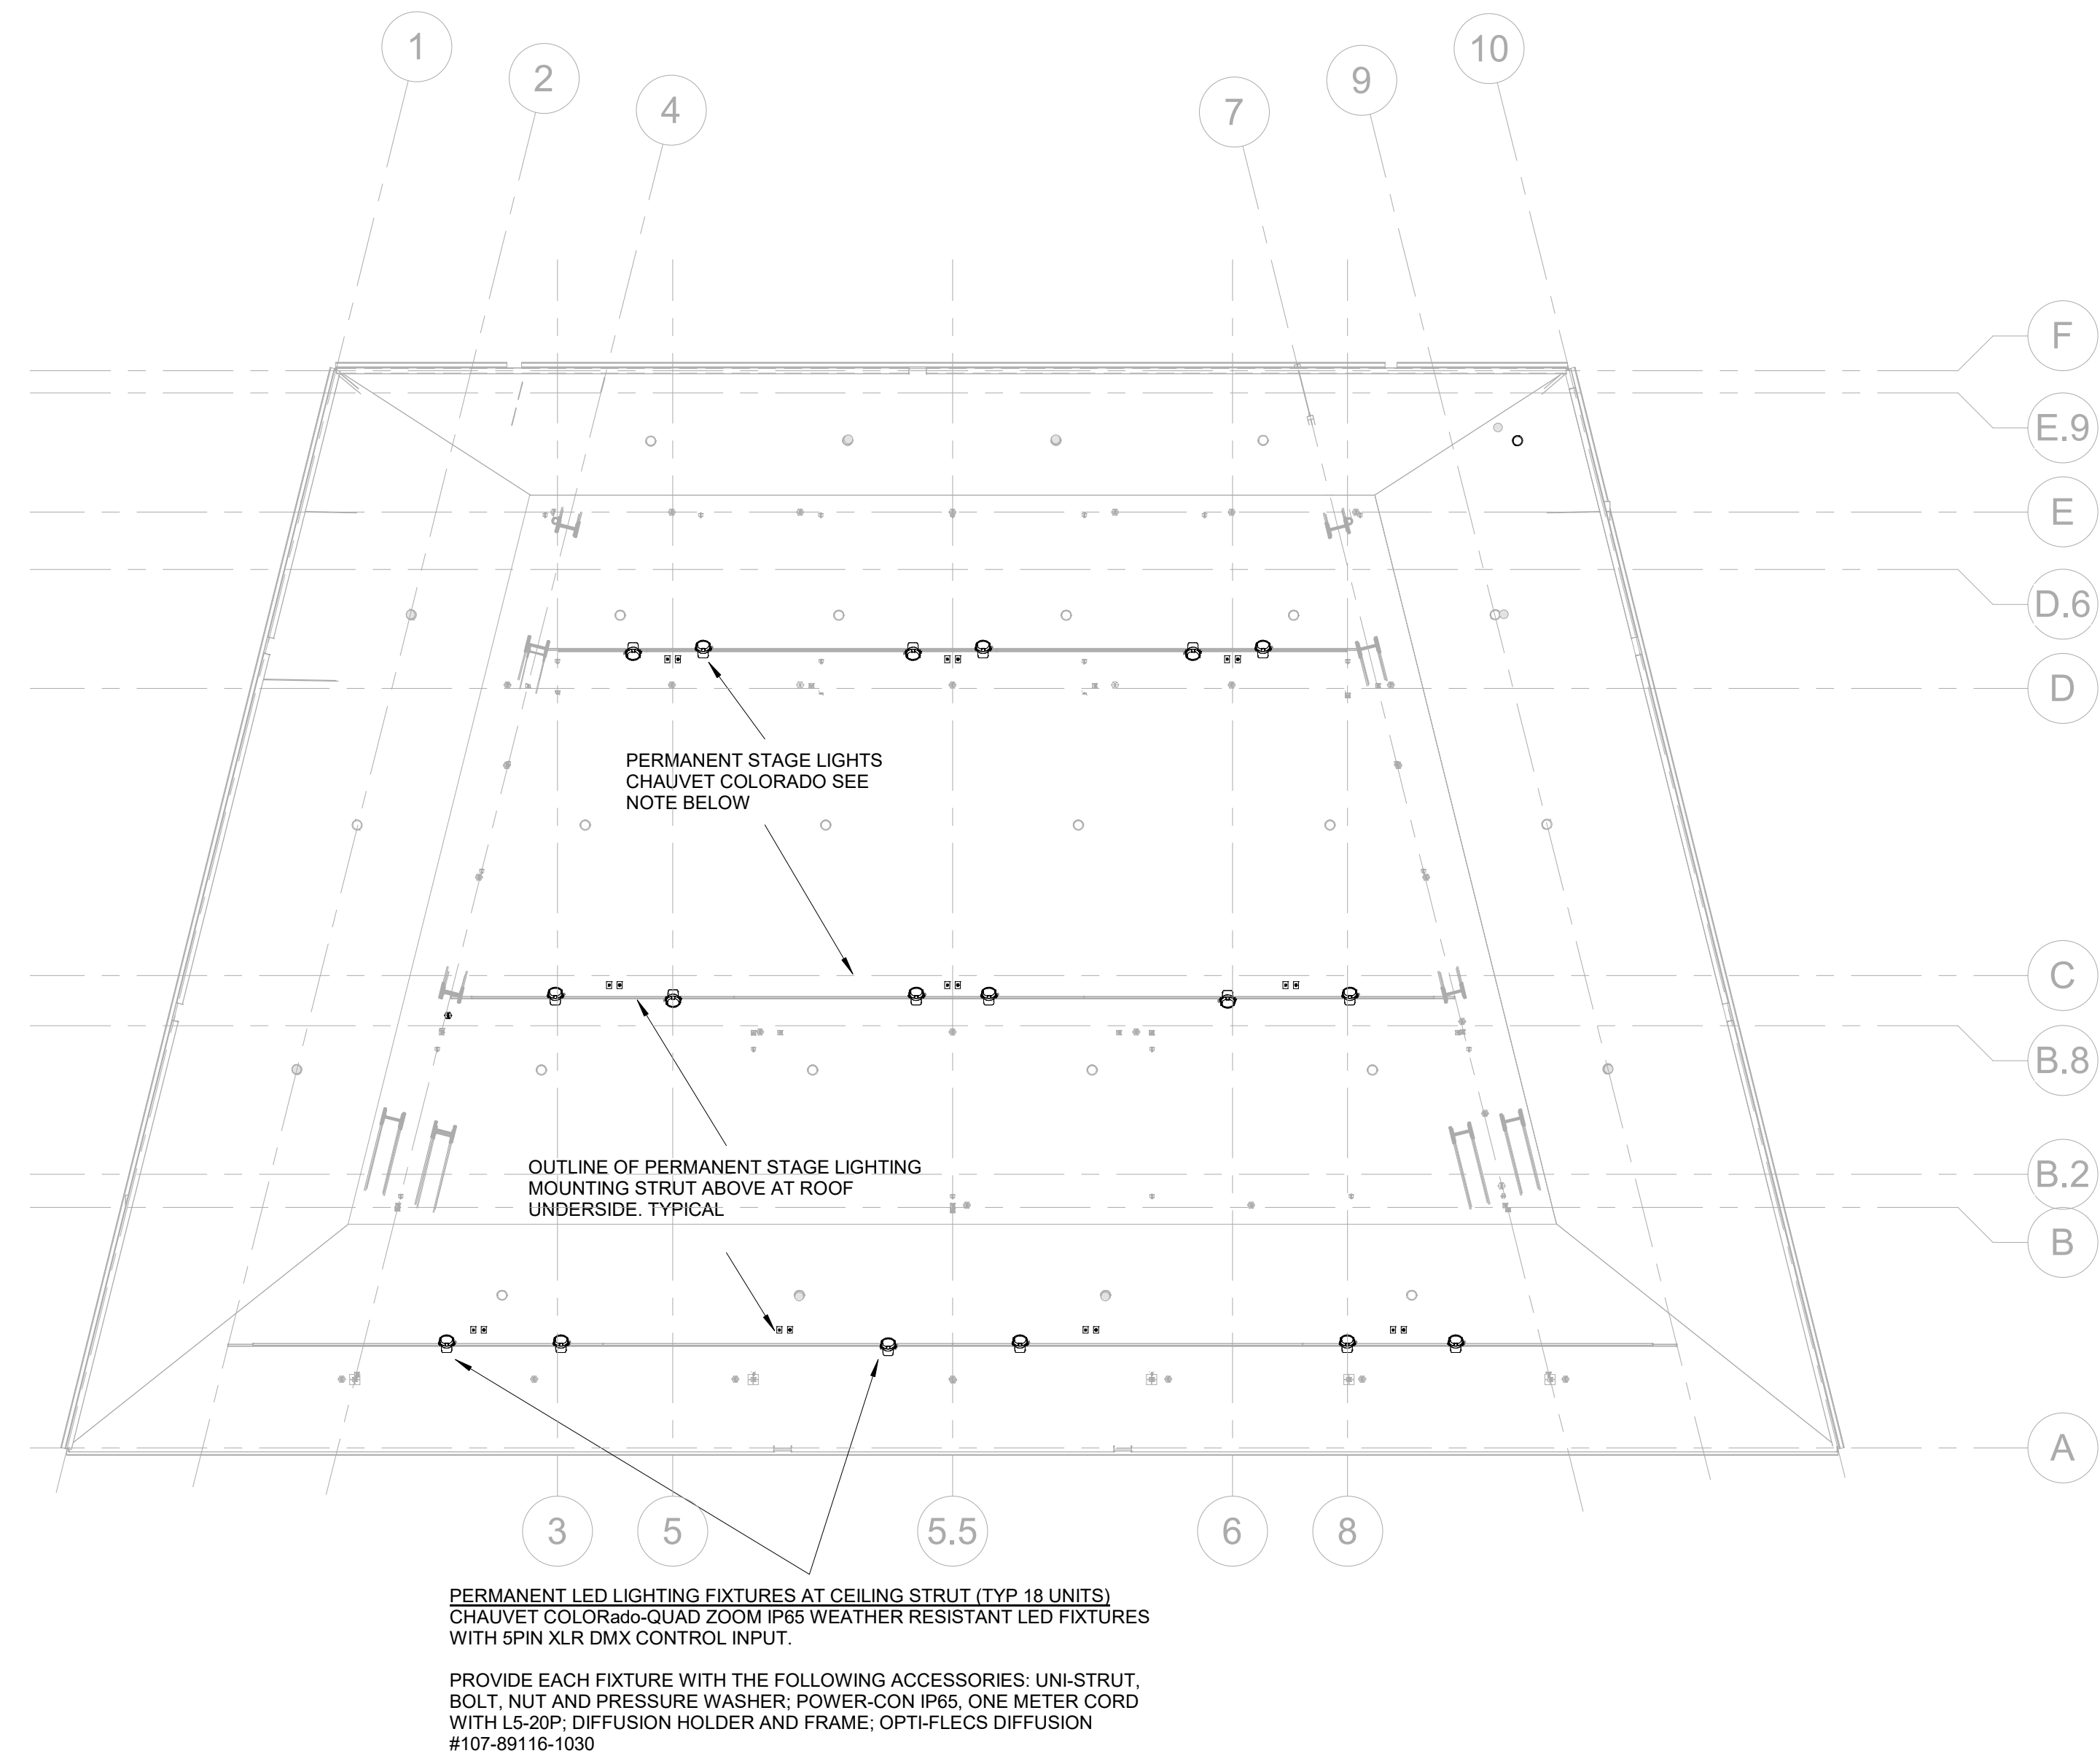 1
2
4
7
9
10
F
E.9
E
D.6
D
PERMANENT STAGE LIGHTS
CHAUVET COLORADO SEE
NOTE BELOW
C
B.8
OUTLINE OF PERMANENT STAGE LIGHTING
MOUNTING STRUT ABOVE AT ROOF
UNDERSIDE. TYPICAL
B.2
B
A
3
5
5.5
6
8
PERMANENT LED LIGHTING FIXTURES AT CEILING STRUT (TYP 18 UNITS)
CHAUVET COLORado-QUAD ZOOM IP65 WEATHER RESISTANT LED FIXTURES
WITH 5PIN XLR DMX CONTROL INPUT.
PROVIDE EACH FIXTURE WITH THE FOLLOWING ACCESSORIES: UNI-STRUT,
BOLT, NUT AND PRESSURE WASHER; POWER-CON IP65, ONE METER CORD
WITH L5-20P; DIFFUSION HOLDER AND FRAME; OPTI-FLECS DIFFUSION
#107-89116-1030